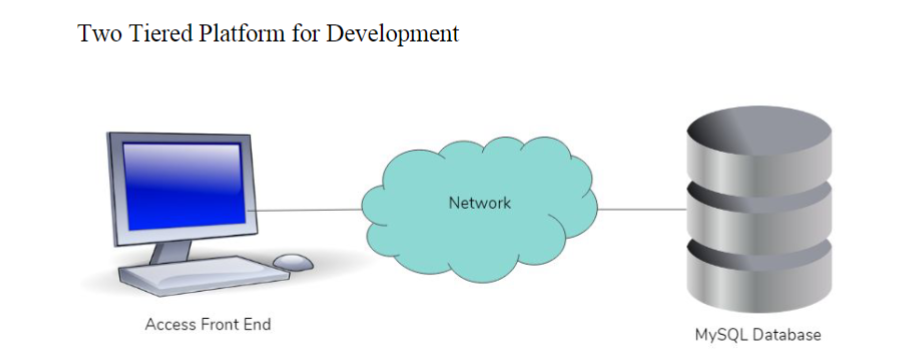 Two Tiered Platform for Development
Network
Access Front End
MySQL Database